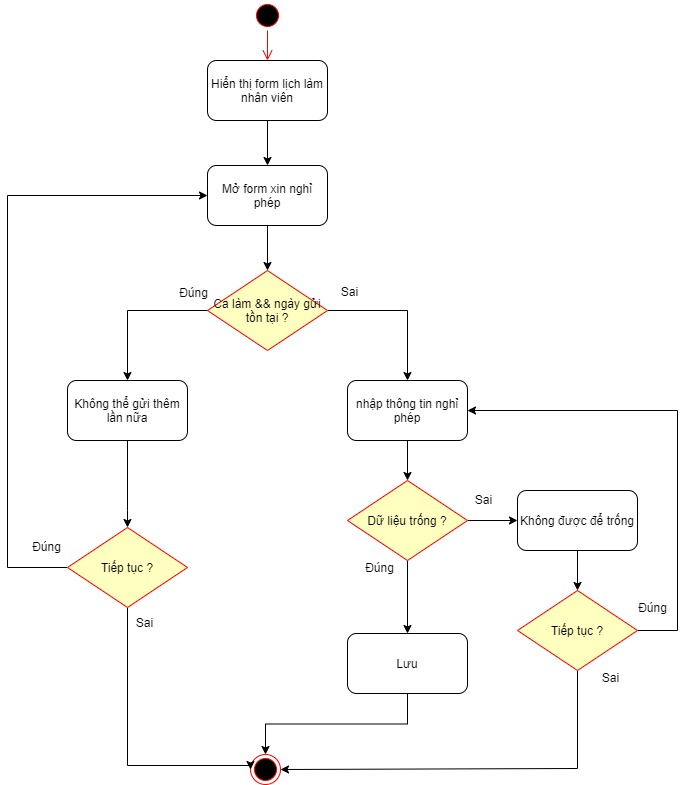 Hiển thị form lịch làm
nhân viên
Mở form xin nghỉ
phép
Đúng
Sai
Ca làm && ngày gửi
tồn tại ?
Không thể gửi thêm
lần nữa
nhập thông tin nghỉ
phép
Dữ liệu trống ?
Sai
Không được để trống
Đúng
Đúng
Tiếp tục ?
Sai
Đúng
Tiếp tục ?
Sai
Lưu